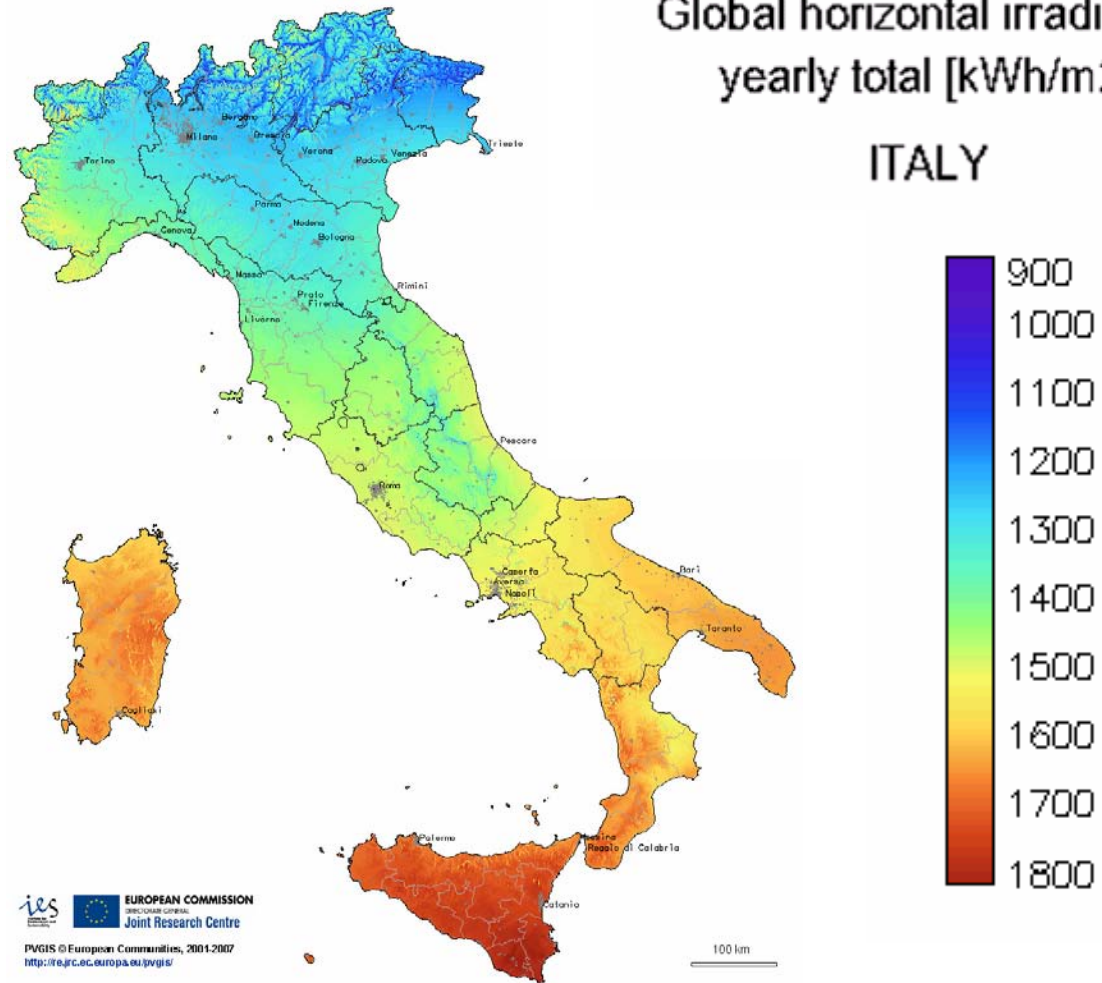 Global horizontal irradi
yearly total [kWh/m
ITALY
900
1000
1100
1200
1300
1400
1500
1600
1700
1800
Bergamo
Milano
Brescia
Verona
Padova
Venezia
Trieste
Torino
Parma
Modena
Bologna
Genova
Massa
Prato
Firenze
Rimini
Livorno
Pescara
Roma
Caserta
Napoli
Bari
Taranto
Cagliari
Palermo
Messina
Reggio di Calabria
Catania
ies
EUROPEAN COMMISSION
DIRECTORATE-GENERAL
Joint Research Centre
PVGIS © European Communities, 2001-2007
http://re.jrc.ec.europa.eu/pvgis/
100 km